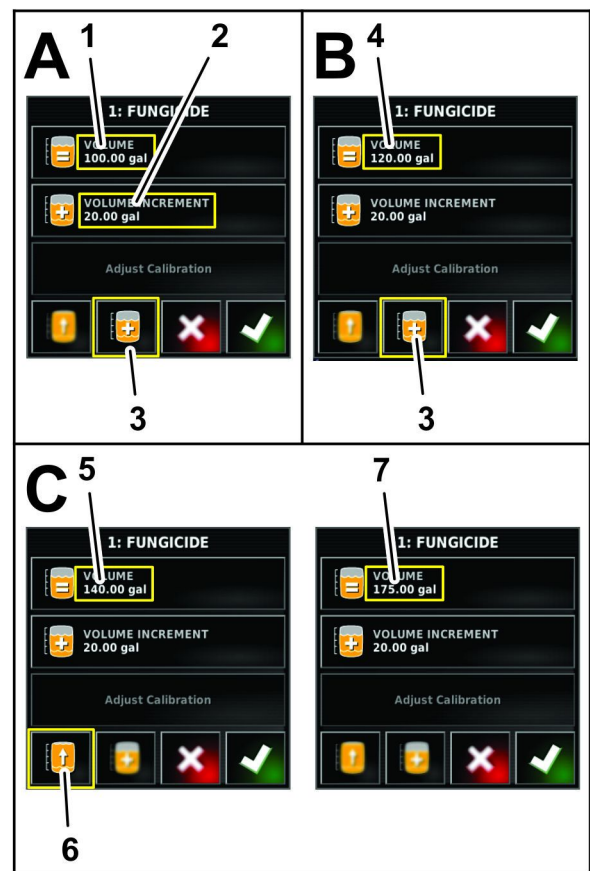 A
1
2
1: FUNGICIDE
VOLUME
100.00 gal
VOLUME INCREMENT
20.00 gal
Adjust Calibration
3
B
4
1: FUNGICIDE
VOLUME
120.00 gal
VOLUME INCREMENT
20.00 gal
Adjust Calibration
3
C
5
1: FUNGICIDE
VOLUME
140.00 gal
VOLUME INCREMENT
20.00 gal
Adjust Calibration
6
7
1: FUNGICIDE
VOLUME
175.00 gal
VOLUME INCREMENT
20.00 gal
Adjust Calibration